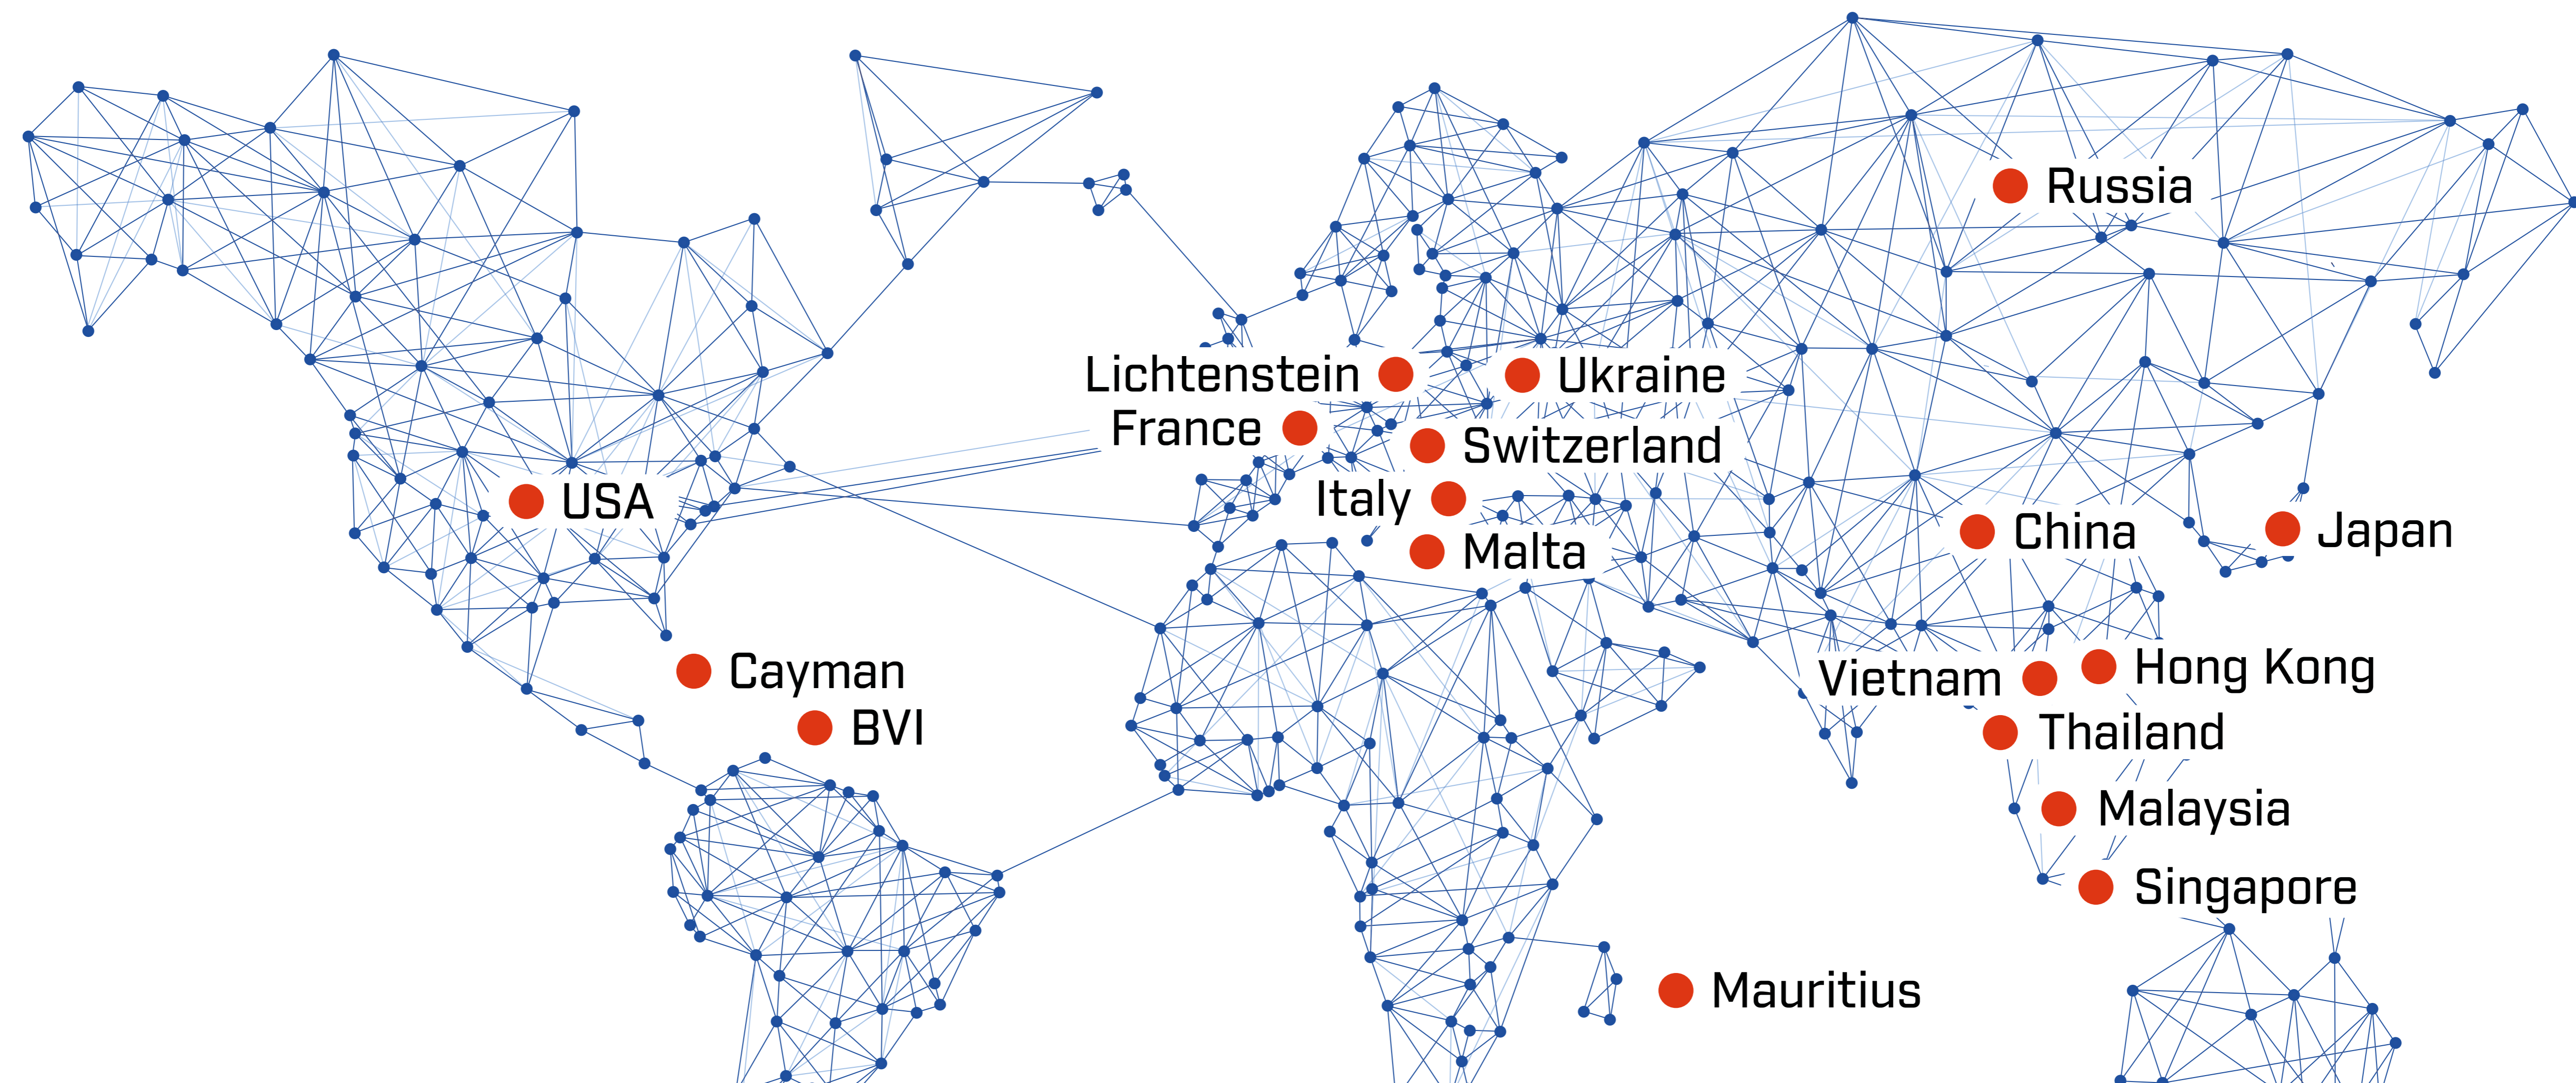 Russia
Lichtenstein
Ukraine
France
Switzerland
USA
Italy
China
Japan
Malta
Cayman
Vietnam
Hong Kong
BVI
Thailand
Malaysia
Singapore
Mauritius